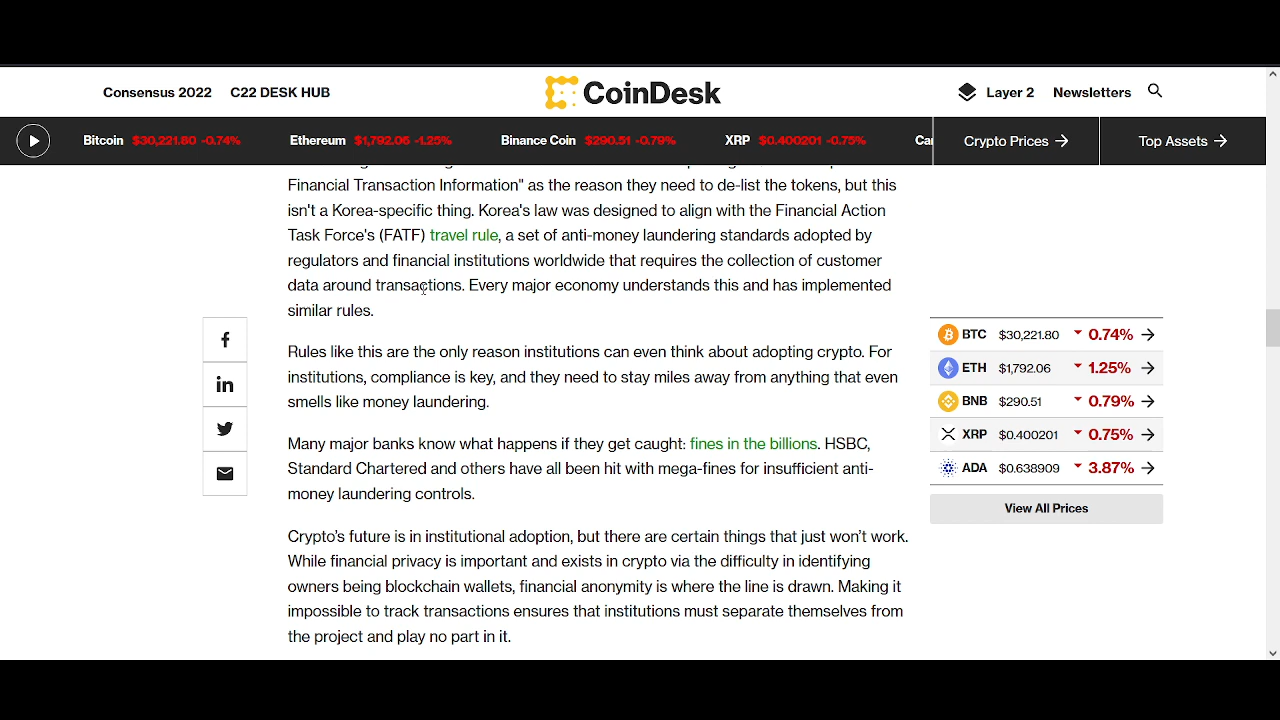 Consensus 2022 C22 DESK HUB CoinDesk Layer 2 Newsletters
Bitcoin $30,221.80 -0.74% Ethereum $1,792.06 -1.25% Binance Coin $290.51 -0.79% XRP $0.400201 -0.75% Car Crypto Prices → Top Assets →
Financial Transaction Information" as the reason they need to de-list the tokens, but this
isn't a Korea-specific thing. Korea's law was designed to align with the Financial Action
Task Force's (FATF) travel rule, a set of anti-money laundering standards adopted by
regulators and financial institutions worldwide that requires the collection of customer
data around transactions. Every major economy understands this and has implemented
similar rules.
Rules like this are the only reason institutions can even think about adopting crypto. For
institutions, compliance is key, and they need to stay miles away from anything that even
smells like money laundering.
Many major banks know what happens if they get caught: fines in the billions. HSBC,
Standard Chartered and others have all been hit with mega-fines for insufficient anti-
money laundering controls.
Crypto's future is in institutional adoption, but there are certain things that just won't work.
While financial privacy is important and exists in crypto via the difficulty in identifying
owners being blockchain wallets, financial anonymity is where the line is drawn. Making it
impossible to track transactions ensures that institutions must separate themselves from
the project and play no part in it.
BTC $30,221.80 0.74% →
ETH $1,792.06 1.25% →
BNB $290.51 0.79% →
XRP $0.400201 0.75% →
ADA $0.638909 3.87% →
View All Prices